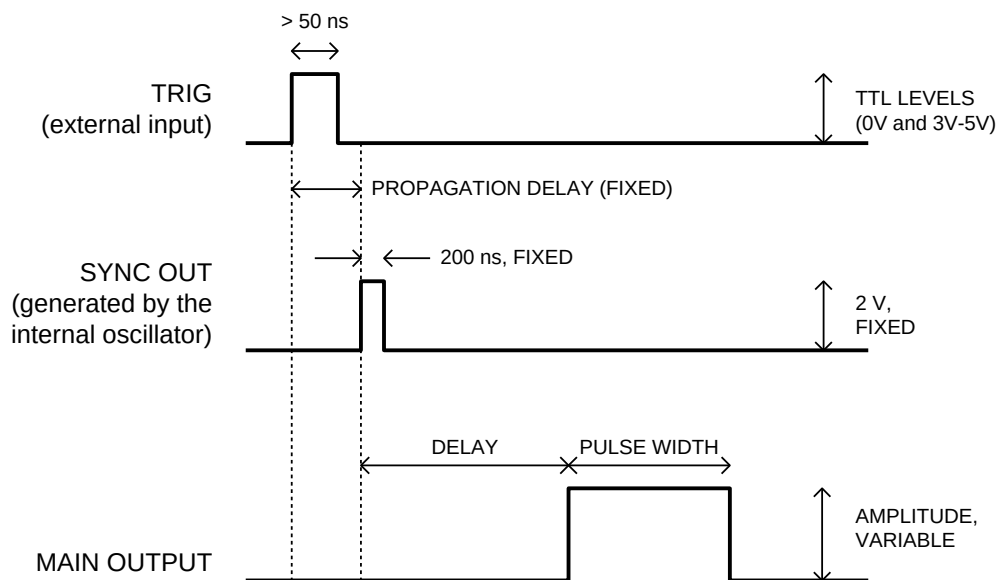 > 50 ns
TRIG
(external input)
TTL LEVELS
(0V and 3V-5V)
PROPAGATION DELAY (FIXED)
200 ns, FIXED
SYNC OUT
(generated by the
internal oscillator)
2 V,
FIXED
DELAY
PULSE WIDTH
AMPLITUDE,
VARIABLE
MAIN OUTPUT